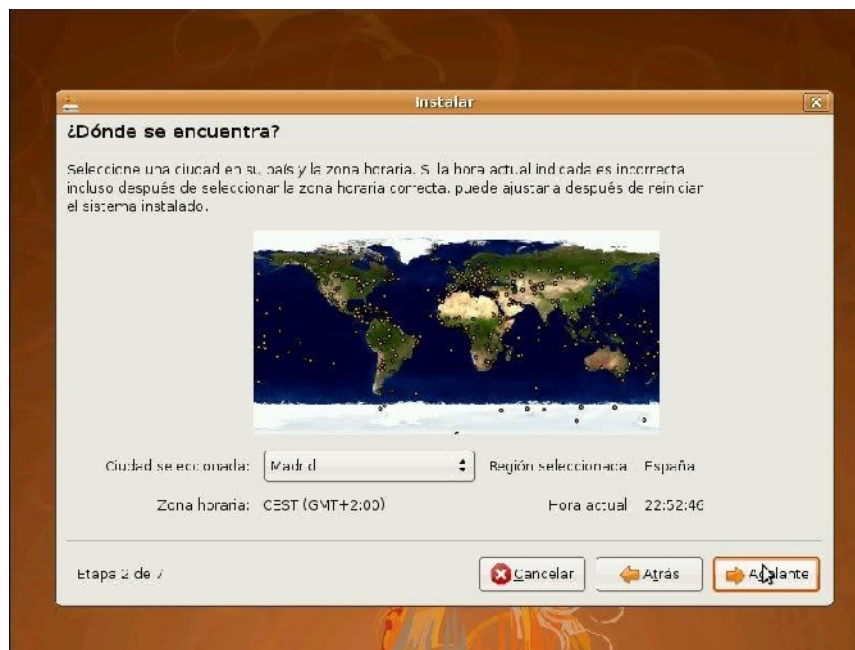 Instalar
¿Dónde se encuentra?
Seleccione una ciudad en su país y la zona horaria. Si la hora actual indicada es incorrecta
incluso después de seleccionar la zona horaria correcta, puede ajustarla después de reiniciar
el sistema instalado.
Ciudad seleccionada: Madrid Región seleccionada: España
Zona horaria: CEST (GMT+2:00) Hora actual: 22:52:46
Etapa 2 de 7 Cancelar Atrás Adelante